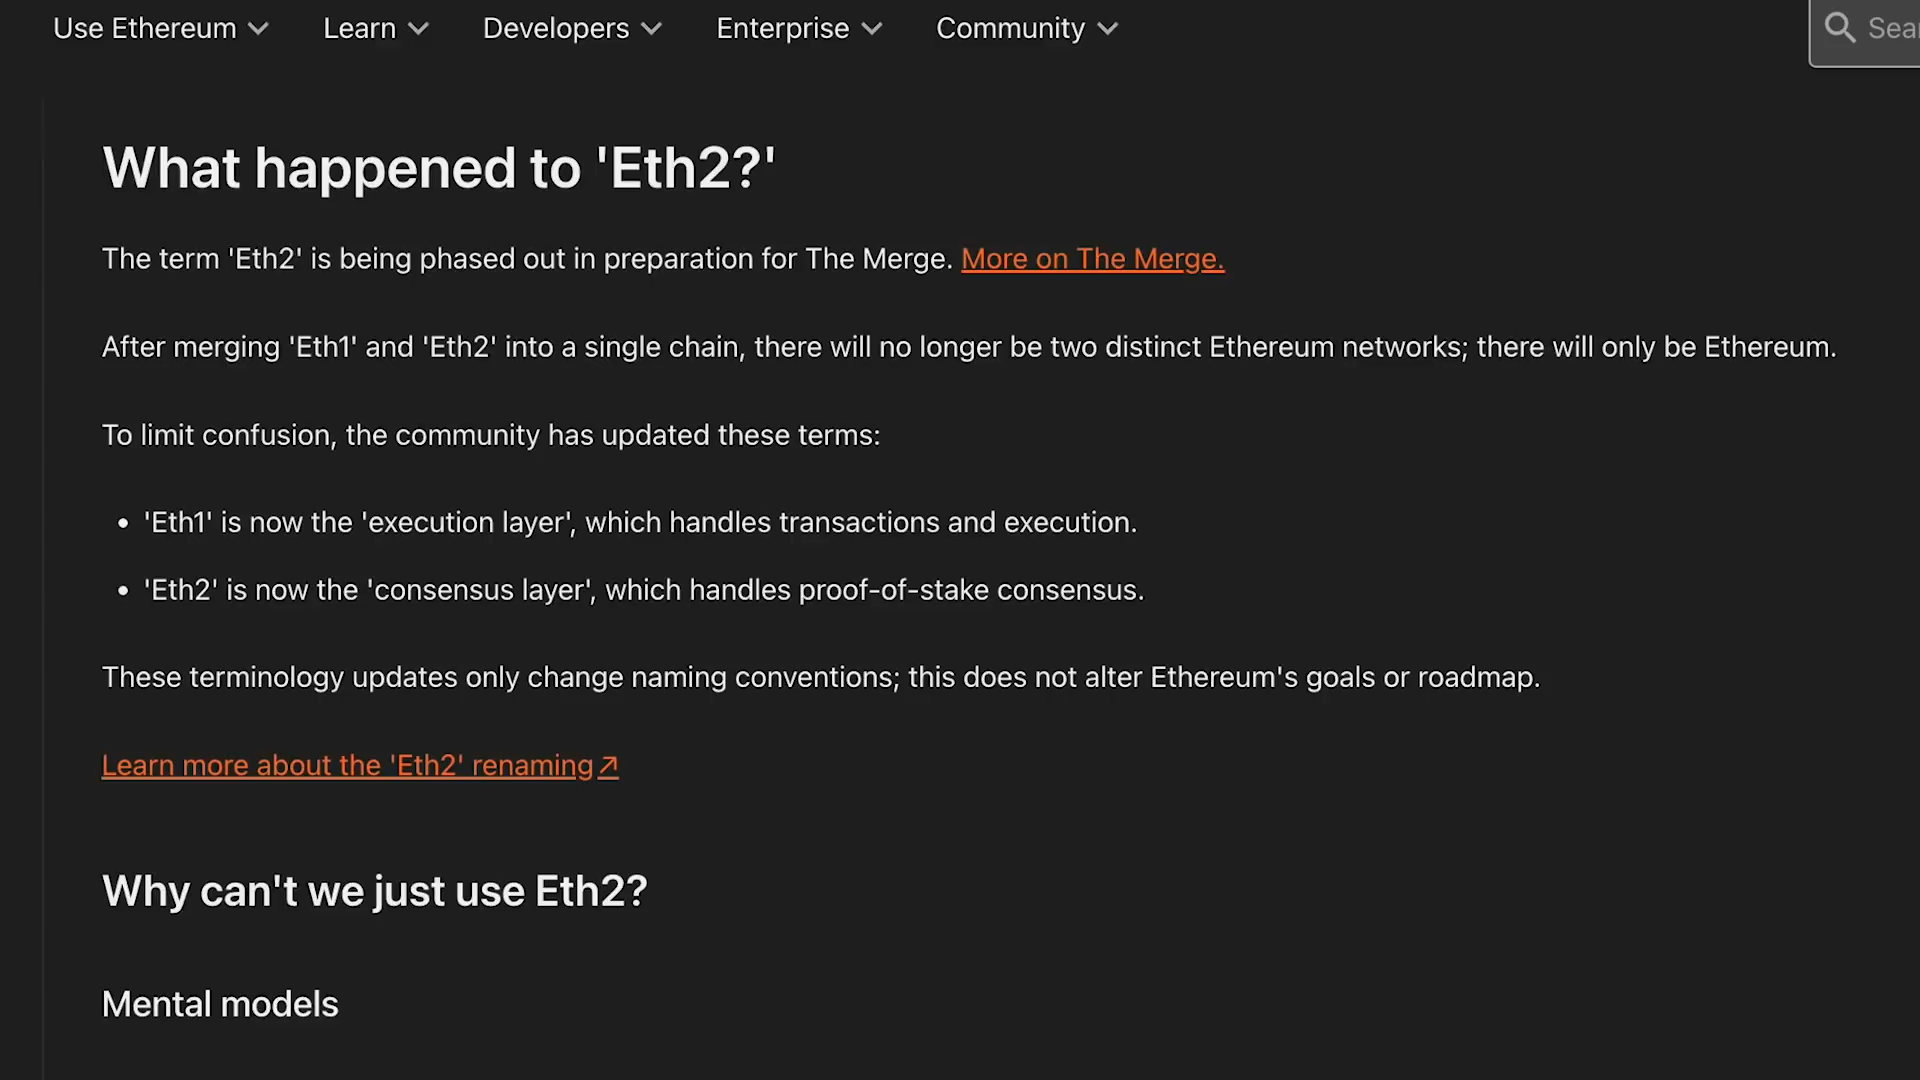 Use Ethereum Learn Developers Enterprise Community
What happened to 'Eth2?'
The term 'Eth2' is being phased out in preparation for The Merge. More on The Merge.
After merging 'Eth1' and 'Eth2' into a single chain, there will no longer be two distinct Ethereum networks; there will only be Ethereum.
To limit confusion, the community has updated these terms:
• 'Eth1' is now the 'execution layer', which handles transactions and execution.
• 'Eth2' is now the 'consensus layer', which handles proof-of-stake consensus.
These terminology updates only change naming conventions; this does not alter Ethereum's goals or roadmap.
Learn more about the 'Eth2' renaming↗
Why can't we just use Eth2?
Mental models